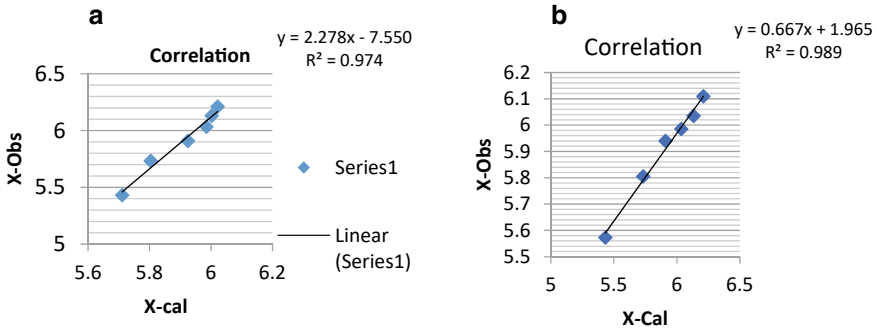 a
Correlation
y = 2.278x - 7.550
R² = 0.974
X-Obs
6.5
6
5.5
5
5.6 5.8 6 6.2
X-cal
Series1
Linear
(Series1)
b
Correlation
y = 0.667x + 1.965
R² = 0.989
X-Obs
6.2
6.1
6
5.9
5.8
5.7
5.6
5.5
5 5.5 6 6.5
X-Cal